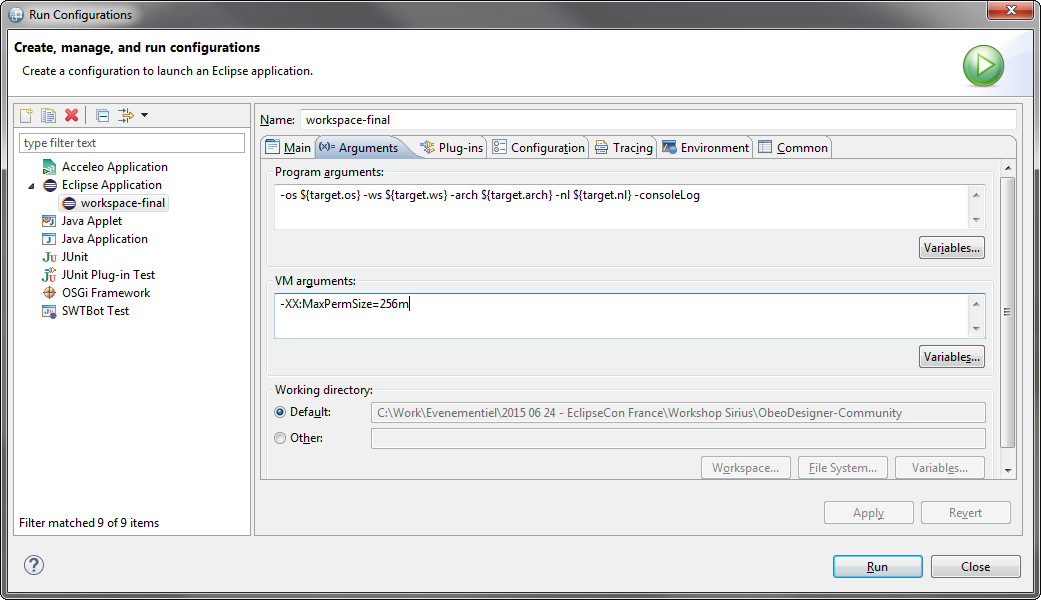 Run Configurations
Create, manage, and run configurations
Create a configuration to launch an Eclipse application.
type filter text
Acceleo Application
Eclipse Application
workspace-final
Java Applet
Java Application
JUnit
JUnit Plug-in Test
OSGi Framework
SWTBot Test
Filter matched 9 of 9 items
Name: workspace-final
Main (x)= Arguments Plug-ins Configuration Tracing Environment Common
Program arguments:
-os ${target.os} -ws ${target.ws} -arch ${target.arch} -nl ${target.nl} -consoleLog
Variables...
VM arguments:
-XX:MaxPermSize=256m
Variables...
Working directory:
Default: C:\Work\Evenementiel\2015 06 24 - EclipseCon France\Workshop Sirius\ObeoDesigner-Community
Other:
Workspace... File System... Variables...
Apply Revert
? Run Close